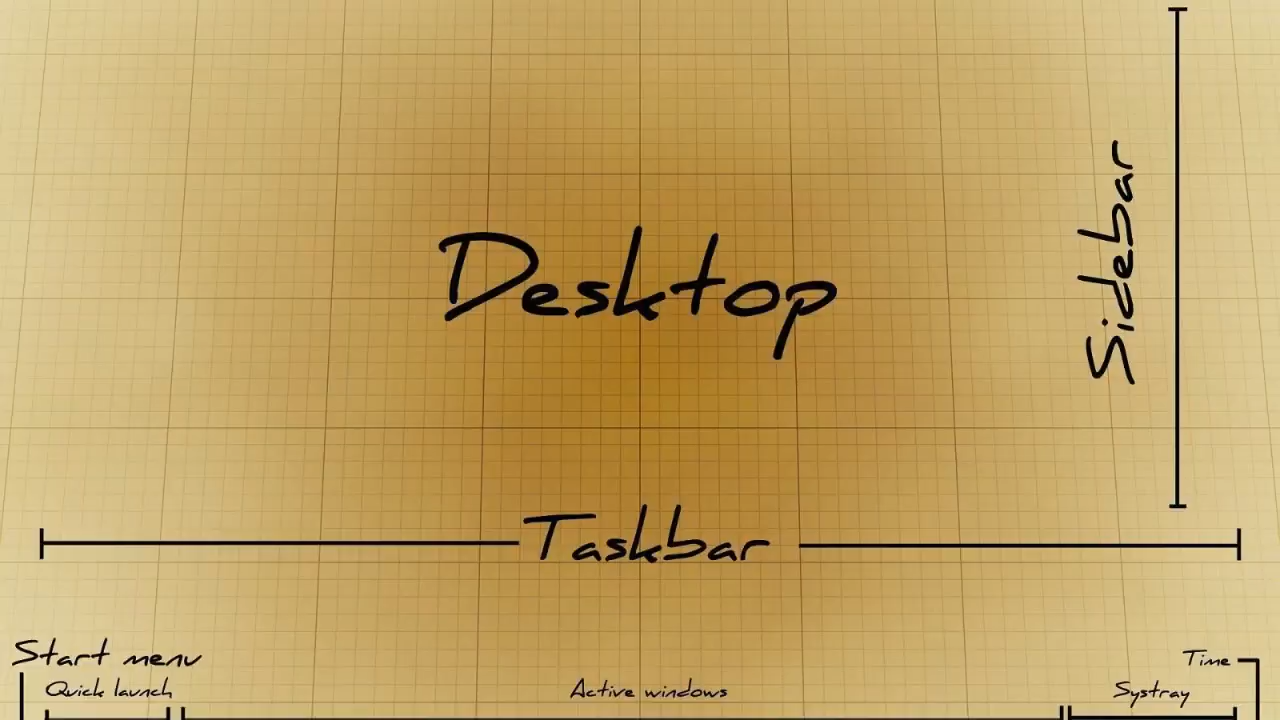 Desktop
Sidebar
Taskbar
Start menu
Time
Quick launch
Active windows
Systray